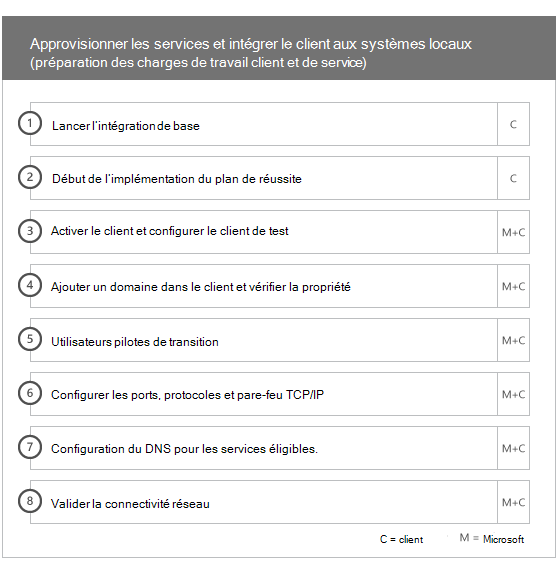 Approvisionner les services et intégrer le client aux systèmes locaux
(préparation des charges de travail client et de service)
1 Lancer l'intégration de base C
2 Début de l'implémentation du plan de réussite C
3 Activer le client et configurer le client de test M+C
4 Ajouter un domaine dans le client et vérifier la propriété M+C
5 Utilisateurs pilotes de transition M+C
6 Configurer les ports, protocoles et pare-feu TCP/IP M+C
7 Configuration du DNS pour les services éligibles. M+C
8 Valider la connectivité réseau M+C
C = client M = Microsoft